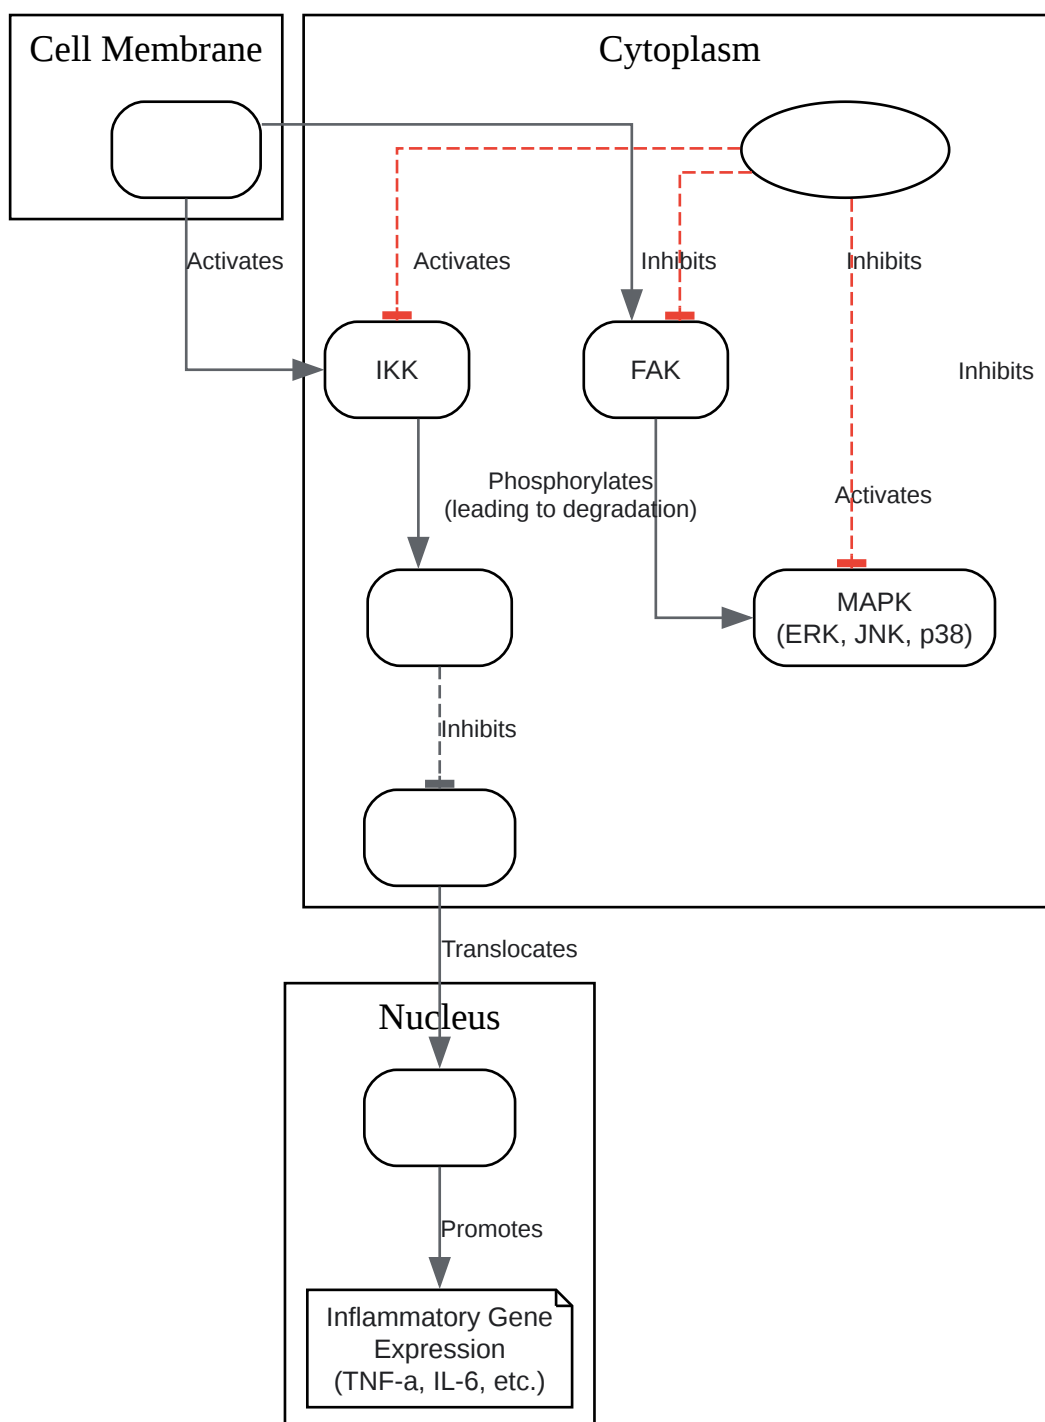 Cell Membrane
Cytoplasm
Activates
Activates
Inhibits
Inhibits
IKK
FAK
Inhibits
Phosphorylates
(leading to degradation)
Activates
MAPK
(ERK, JNK, p38)
Inhibits
Translocates
Nucleus
Promotes
Inflammatory Gene
Expression
(TNF-a, IL-6, etc.)